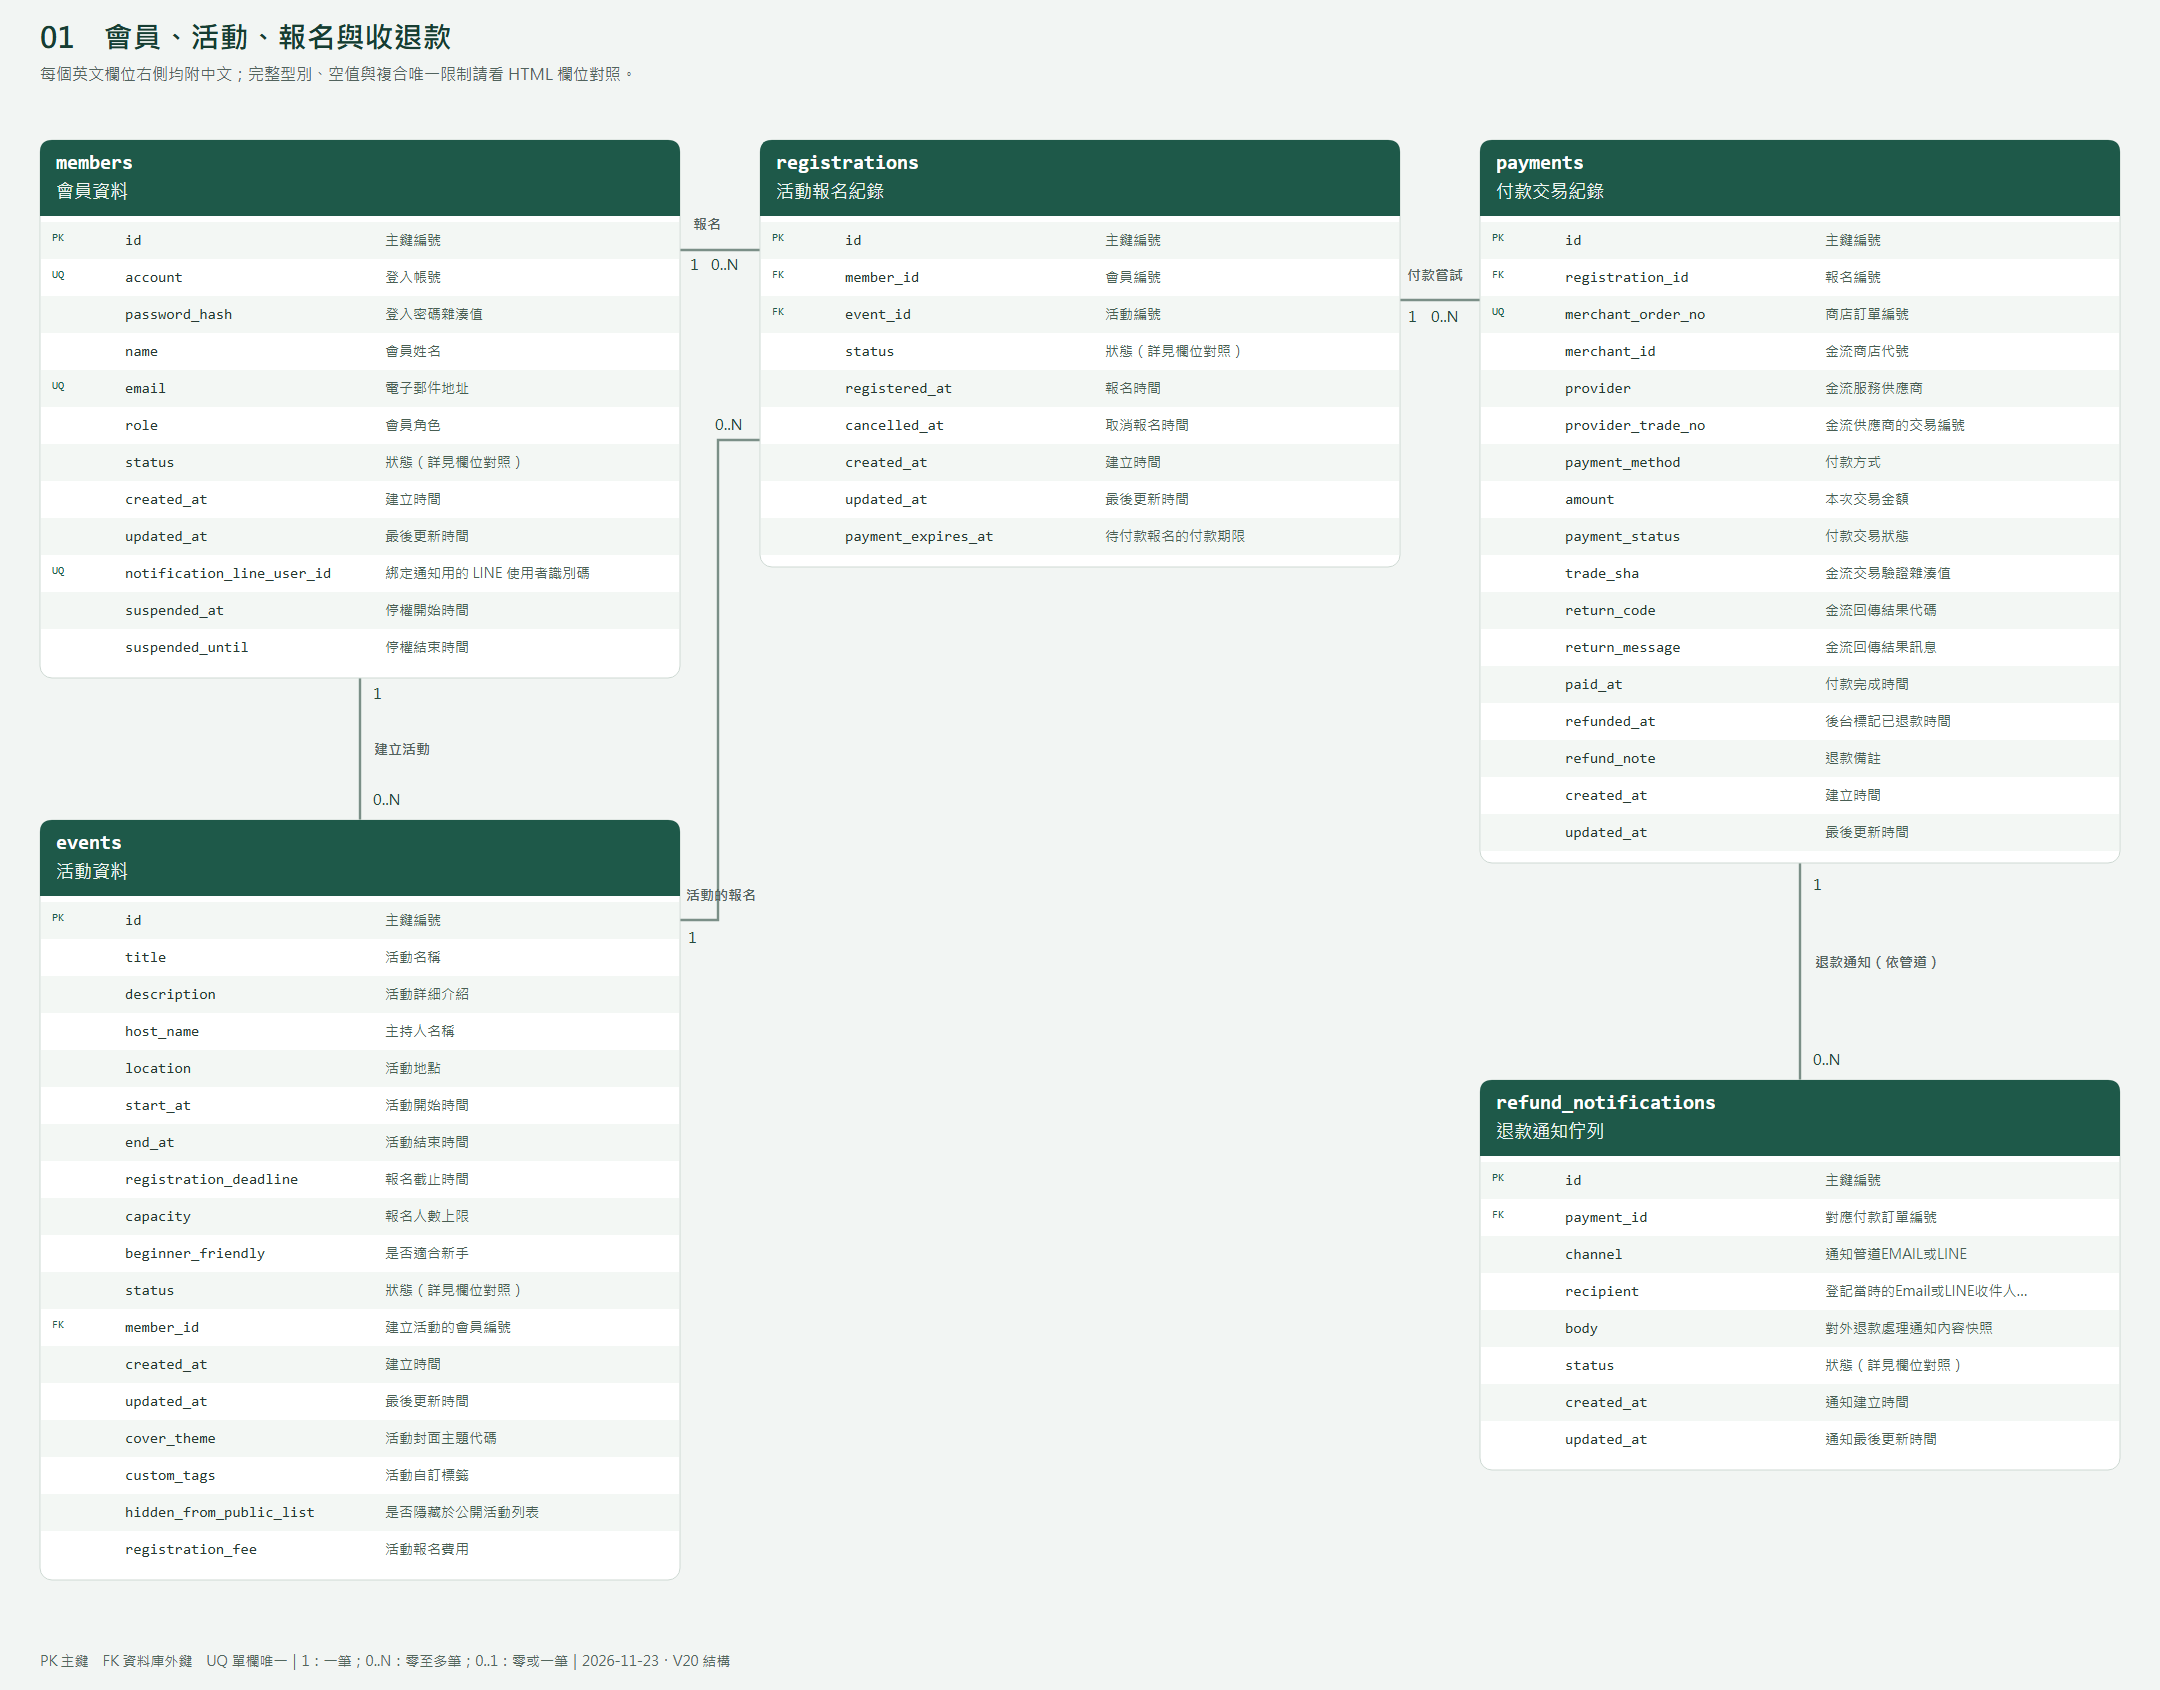 01 會員、活動、報名與收退款
每個英文欄位右側均附中文；完整型別、空值與複合唯一限制請看 HTML 欄位對照。
members
會員資料
PK id 主鍵編號
UQ account 登入帳號
password_hash 登入密碼雜湊值
name 會員姓名
UQ email 電子郵件地址
role 會員角色
status 狀態（詳見欄位對照）
created_at 建立時間
updated_at 最後更新時間
UQ notification_line_user_id 綁定通知用的 LINE 使用者識別碼
suspended_at 停權開始時間
suspended_until 停權結束時間
報名
1 0..N
registrations
活動報名紀錄
PK id 主鍵編號
FK member_id 會員編號
FK event_id 活動編號
status 狀態（詳見欄位對照）
registered_at 報名時間
cancelled_at 取消報名時間
created_at 建立時間
updated_at 最後更新時間
payment_expires_at 待付款報名的付款期限
0..N
付款嘗試
1 0..N
payments
付款交易紀錄
PK id 主鍵編號
FK registration_id 報名編號
UQ merchant_order_no 商店訂單編號
merchant_id 金流商店代號
provider 金流服務供應商
provider_trade_no 金流供應商的交易編號
payment_method 付款方式
amount 本次交易金額
payment_status 付款交易狀態
trade_sha 金流交易驗證雜湊值
return_code 金流回傳結果代碼
return_message 金流回傳結果訊息
paid_at 付款完成時間
refunded_at 後台標記已退款時間
refund_note 退款備註
created_at 建立時間
updated_at 最後更新時間
1
建立活動
0..N
events
活動資料
PK id 主鍵編號
title 活動名稱
description 活動詳細介紹
host_name 主持人名稱
location 活動地點
start_at 活動開始時間
end_at 活動結束時間
registration_deadline 報名截止時間
capacity 報名人數上限
beginner_friendly 是否適合新手
status 狀態（詳見欄位對照）
FK member_id 建立活動的會員編號
created_at 建立時間
updated_at 最後更新時間
cover_theme 活動封面主題代碼
custom_tags 活動自訂標籤
hidden_from_public_list 是否隱藏於公開活動列表
registration_fee 活動報名費用
活動的報名
1
1
退款通知（依管道）
0..N
refund_notifications
退款通知佇列
PK id 主鍵編號
FK payment_id 對應付款訂單編號
channel 通知管道EMAIL或LINE
recipient 登記當時的Email或LINE收件人...
body 對外退款處理通知內容快照
status 狀態（詳見欄位對照）
created_at 通知建立時間
updated_at 通知最後更新時間
PK 主鍵 FK 資料庫外鍵 UQ 單欄唯一 | 1：一筆；0..N：零至多筆；0..1：零或一筆 | 2026-11-23 · V20 結構